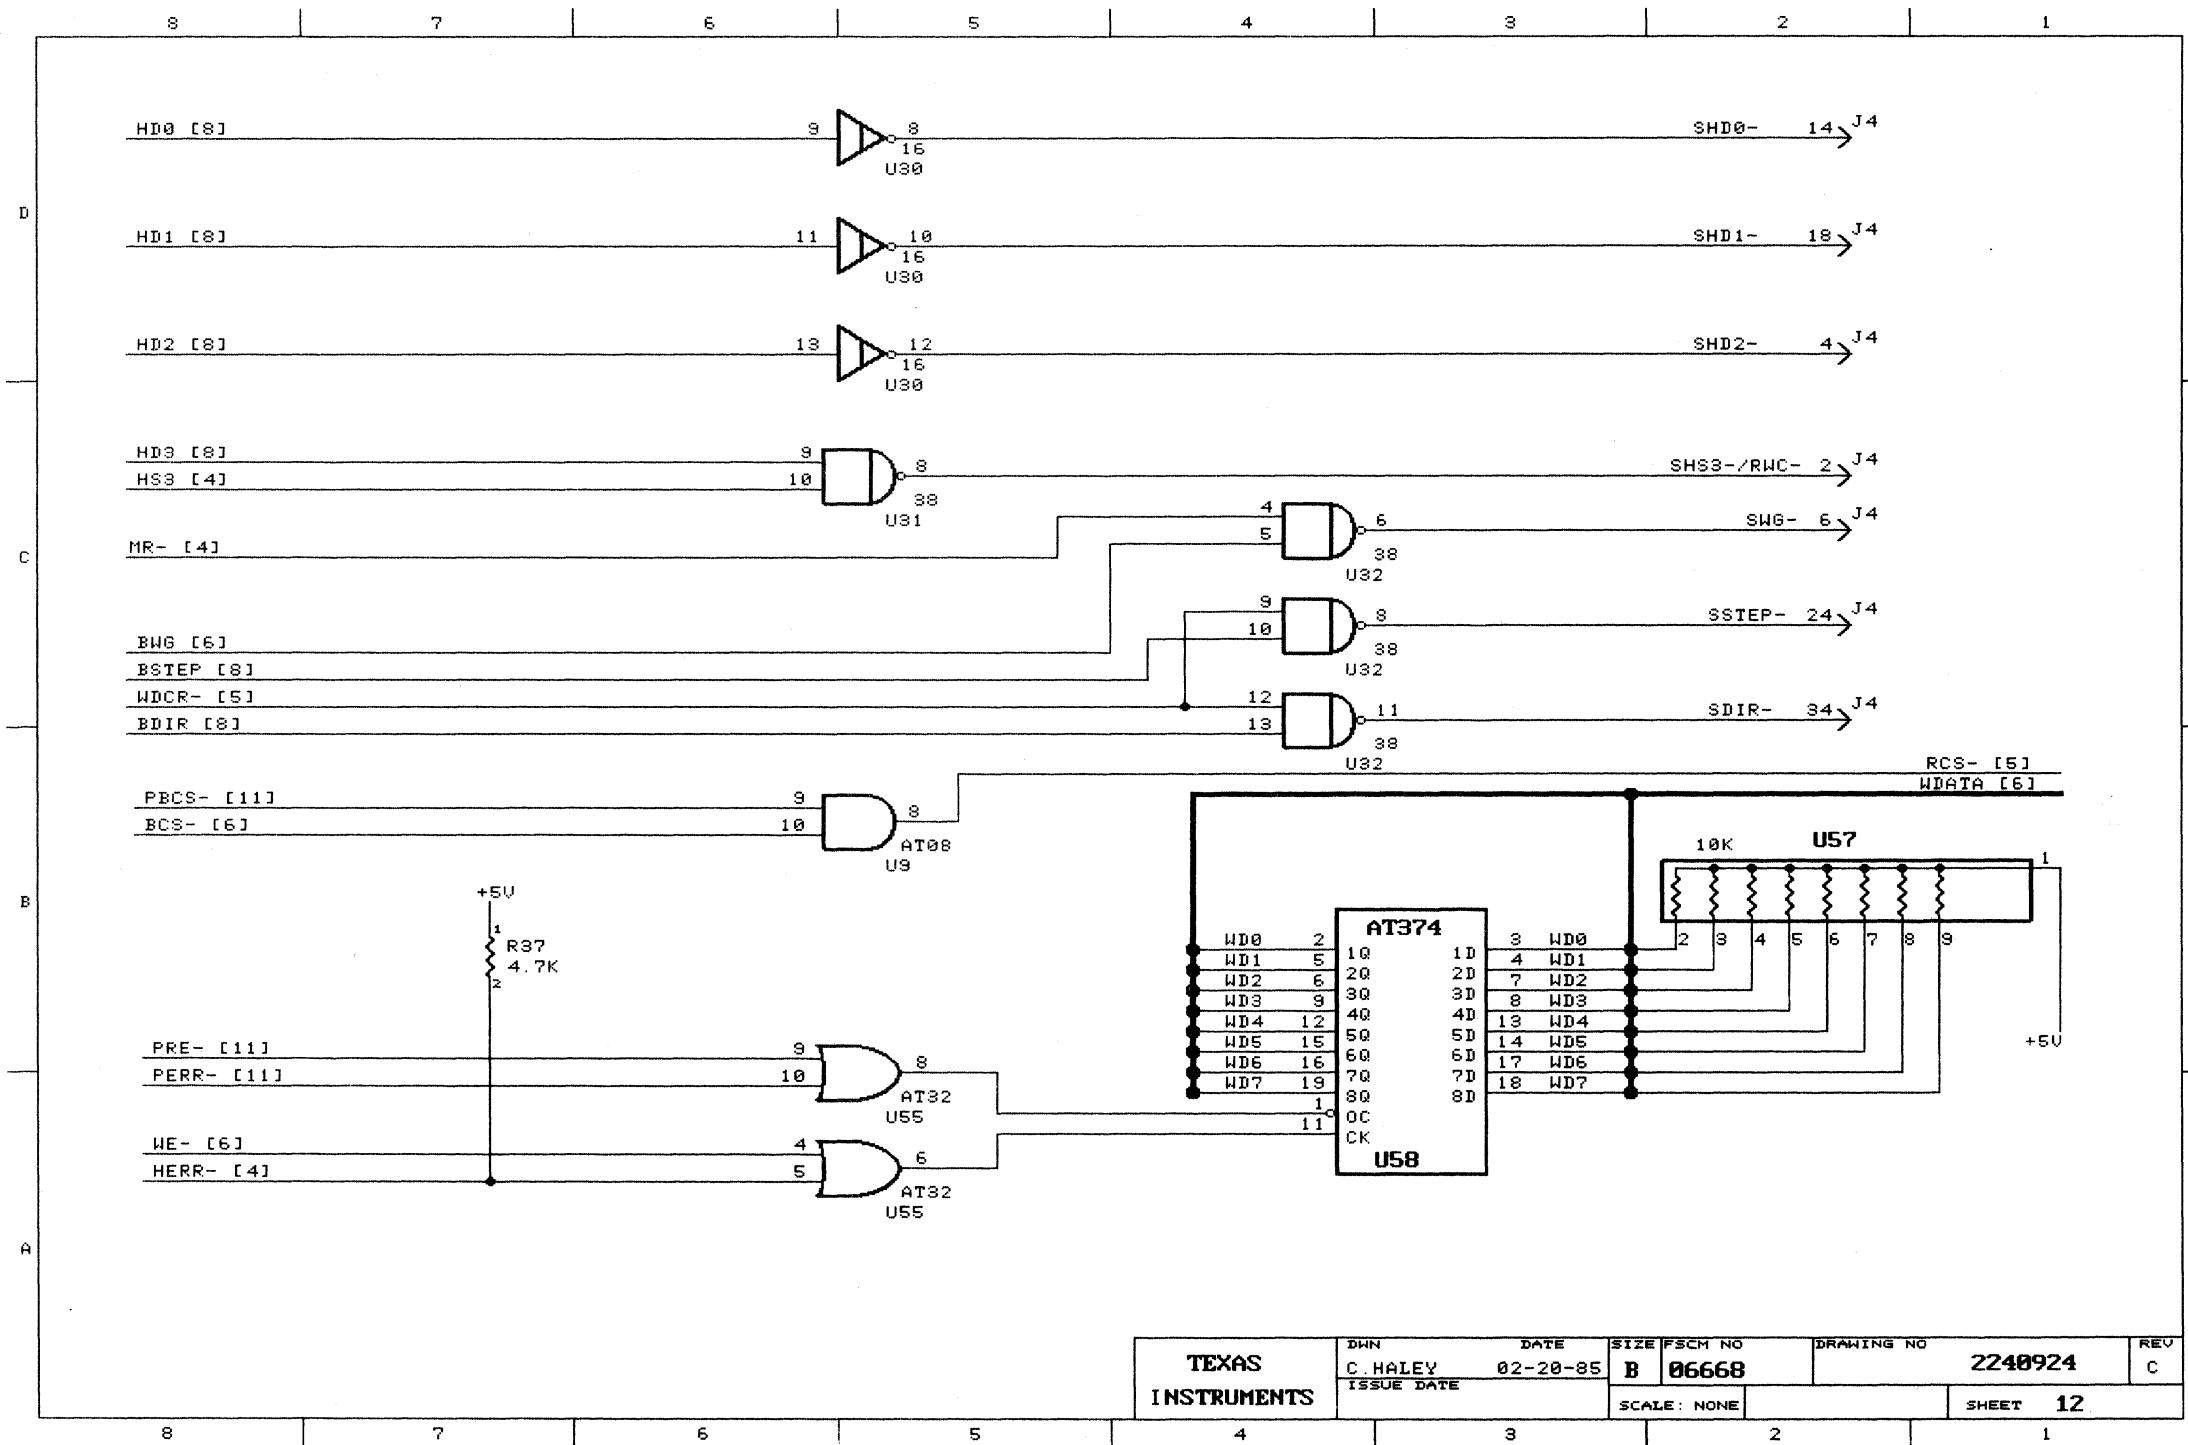 8 7 6 5 4 3 2 1
HD0 [8] 9 8 SHD0- 14 J4
16
U30
D
HD1 [8] 11 10 SHD1- 18 J4
16
U30
HD2 [8] 13 12 SHD2- 4 J4
16
U30
HD3 [8] 9 8 SHS3-/RWC- 2 J4
HS3 [4] 10
38
U31
4 6 SWG- 6 J4
5
MR- [4]
38
U32
C
9 8 SSTEP- 24 J4
10
BWG [6]
38
BSTEP [8]
U32
WDCR- [5] 12 11 SDIR- 34 J4
BDIR [8] 13
38
U32
RCS- [5]
WDATA [6]
PBCS- [11] 9 8
BCS- [6] 10
AT08
U9
10K U57 1
+5V
B
1
R37
4.7K
2
AT374
2 3 4 5 6 7 8 9
WD0 2 1Q 1D 3 WD0
WD1 5 2Q 2D 4 WD1
WD2 6 3Q 3D 7 WD2
WD3 9 4Q 4D 8 WD3
WD4 12 5Q 5D 13 WD4
WD5 15 6Q 6D 14 WD5
WD6 16 7Q 7D 17 WD6
WD7 19 8Q 8D 18 WD7
1 OC
11 CK
U58
+5V
PRE- [11] 9 8
PERR- [11] 10
AT32
U55
WE- [6] 4 6
HERR- [4] 5
AT32
U55
A
TEXAS
INSTRUMENTS
DWN DATE
C.HALEY 02-20-85
ISSUE DATE
SIZE
B
FSCM NO
06668
DRAWING NO
2240924
REV
C
SCALE: NONE
SHEET 12
8 7 6 5 4 3 2 1